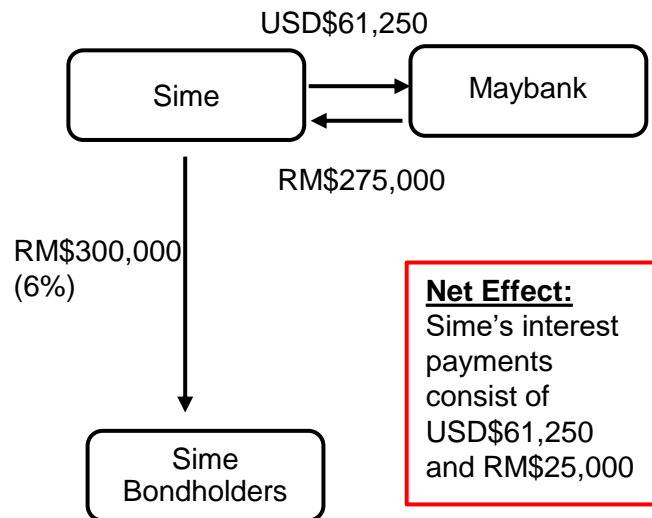 USD$61,250
Sime
Maybank
RM$275,000
RM$300,000
(6%)
Net Effect:
Sime’s interest
payments
consist of
USD$61,250
and RM$25,000
Sime
Bondholders